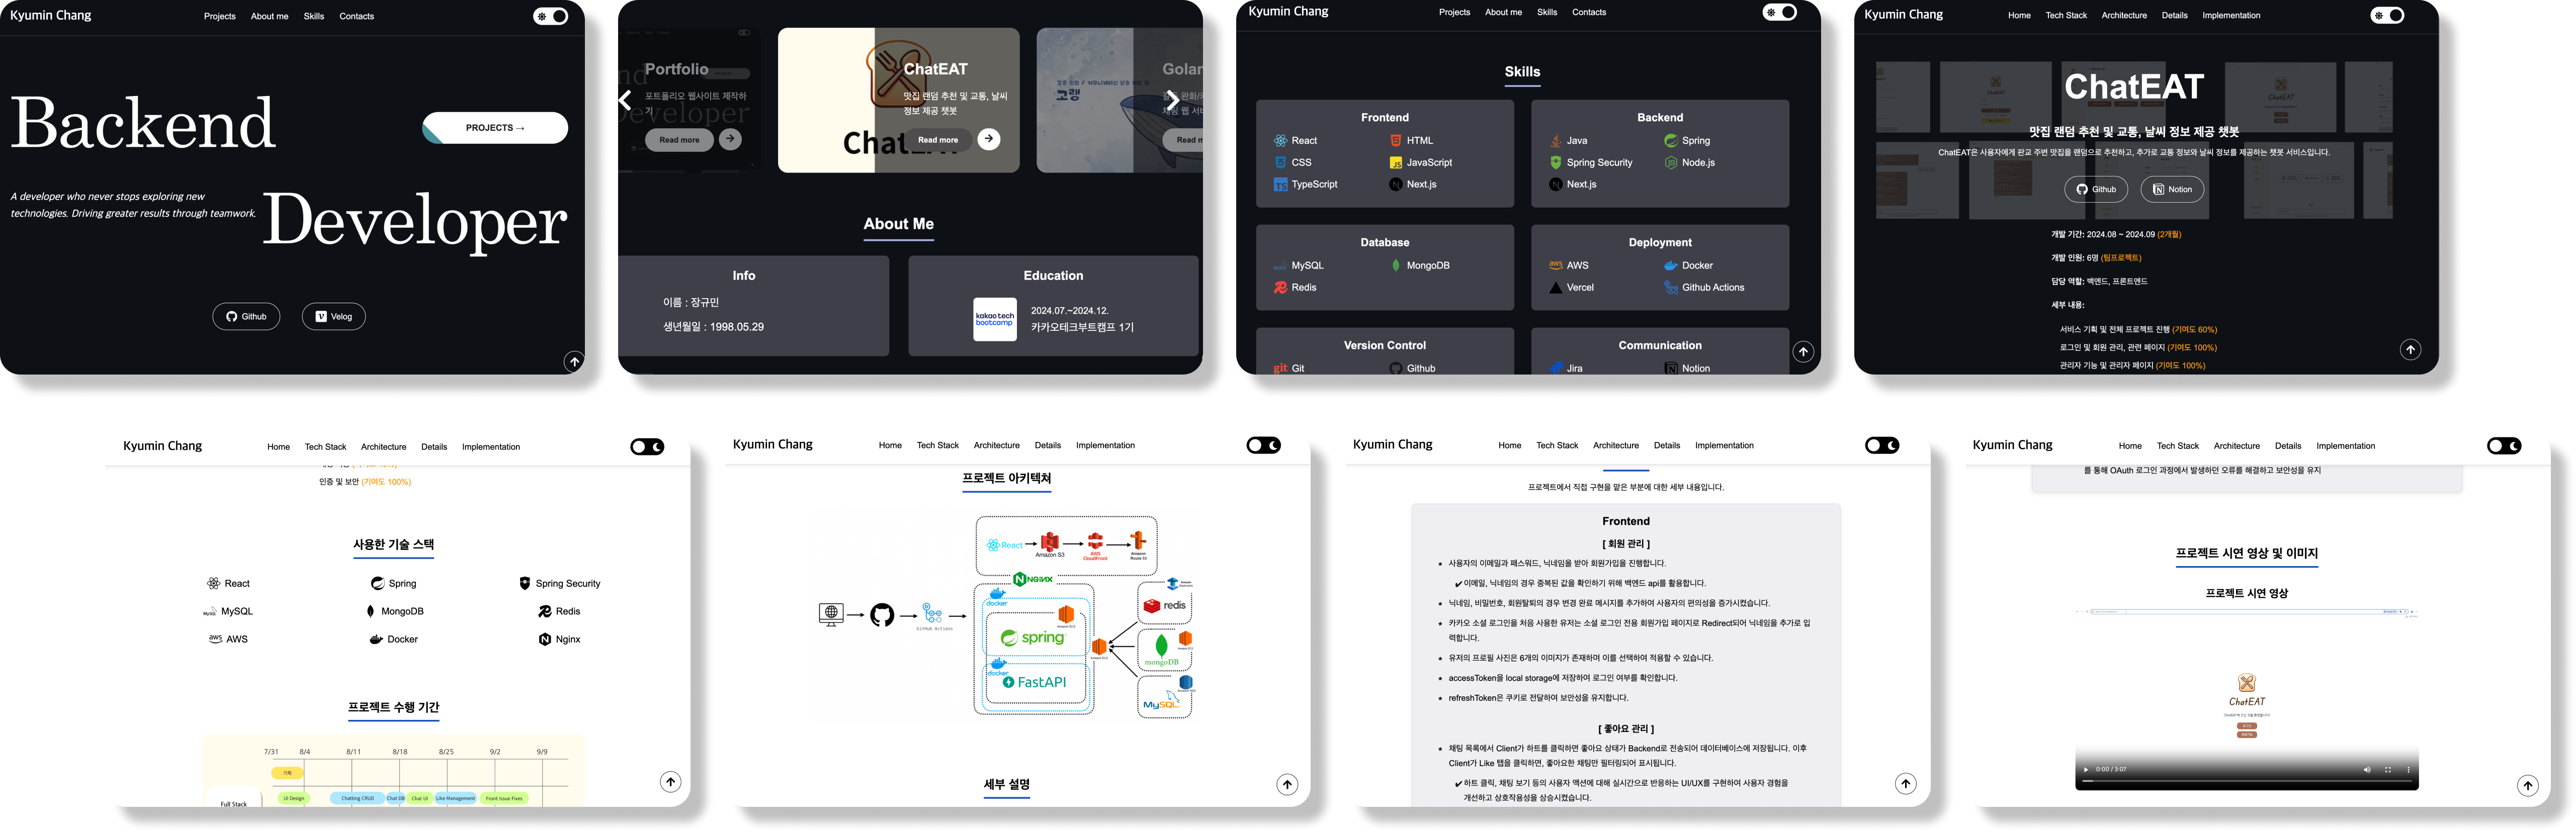 Kyumin Chang
Projects About me Skills Contacts
Backend
PROJECTS →
A developer who never stops exploring new
technologies. Driving greater results through teamwork.
Developer
Github Velog
Portfolio
포트폴리오 웹사이트 제작하
기
Read more
ChatEAT
맛집 랜덤 추천 및 교통, 날씨
정보 제공 챗봇
Read more
About Me
Info
이름 : 장규민
생년월일 : 1998.05.29
Education
kakao tech
bootcamp
2024.07.~2024.12.
카카오테크부트캠프 1기
Kyumin Chang
Projects About me Skills Contacts
Skills
Frontend
React HTML
CSS JavaScript
TypeScript Next.js
Backend
Java Spring
Spring Security Node.js
Next.js
Database
MySQL MongoDB
Redis
Deployment
AWS Docker
Vercel Github Actions
Version Control
Git Github
Communication
Jira Notion
Kyumin Chang
Home Tech Stack Architecture Details Implementation
ChatEAT
맛집 랜덤 추천 및 교통, 날씨 정보 제공 챗봇
ChatEAT은 사용자에게 판교 주변 맛집을 랜덤으로 추천하고, 추가로 교통 정보와 날씨 정보를 제공하는 챗봇 서비스입니다.
Github Notion
개발 기간: 2024.08 ~ 2024.09 (2개월)
개발 인원: 6명 (팀프로젝트)
담당 역할: 백엔드, 프론트엔드
세부 내용:
서비스 기획 및 전체 프로젝트 진행 (기여도 60%)
로그인 및 회원 관리, 관련 페이지 (기여도 100%)
관리자 기능 및 관리자 페이지 (기여도 100%)
Kyumin Chang
Home Tech Stack Architecture Details Implementation
인증 및 보안 (기여도 100%)
사용한 기술 스택
React Spring Spring Security
MySQL MongoDB Redis
AWS Docker Nginx
프로젝트 수행 기간
7/31 8/4 8/11 8/18 8/25 9/2 9/9
기획
UI Design Chatting CRUD Chat DB Chat UI Like Management Front Issue Fixes
Full Stack
Kyumin Chang
Home Tech Stack Architecture Details Implementation
프로젝트 아키텍쳐
React
Amazon S3
AWS
CloudFront
Amazon
Route 53
NGINX
docker
spring
GitHub Actions
docker
FastAPI
redis
mongoDB
MySQL
세부 설명
Kyumin Chang
Home Tech Stack Architecture Details Implementation
프로젝트에서 직접 구현을 맡은 부분에 대한 세부 내용입니다.
Frontend
[ 회원 관리 ]
★ 사용자의 이메일과 패스워드, 닉네임을 받아 회원가입을 진행합니다.
✔ 이메일, 닉네임의 경우 중복된 값을 확인하기 위해 백엔드 api를 활용합니다.
★ 닉네임, 비밀번호, 회원탈퇴의 경우 변경 완료 메시지를 추가하여 사용자의 편의성을 증가시켰습니다.
★ 카카오 소셜 로그인을 처음 사용한 유저는 소셜 로그인 전용 회원가입 페이지로 Redirect되어 닉네임을 추가로 입
력합니다.
★ 유저의 프로필 사진은 6개의 이미지가 존재하며 이를 선택하여 적용할 수 있습니다.
★ accessToken을 local storage에 저장하여 로그인 여부를 확인합니다.
★ refreshToken은 쿠키로 전달하여 보안성을 유지합니다.
[ 좋아요 관리 ]
★ 채팅 목록에서 Client가 하트를 클릭하면 좋아요 상태가 Backend로 전송되어 데이터베이스에 저장됩니다. 이후
Client가 Like 탭을 클릭하면, 좋아요한 채팅만 필터링되어 표시됩니다.
✔ 하트 클릭, 채팅 보기 등의 사용자 액션에 대해 실시간으로 반응하는 UI/UX를 구현하여 사용자 경험을
개선하고 상호작용성을 상승시켰습니다.
Kyumin Chang
Home Tech Stack Architecture Details Implementation
를 통해 OAuth 로그인 과정에서 발생하던 오류를 해결하고 보안성을 유지
프로젝트 시연 영상 및 이미지
프로젝트 시연 영상
ChatEAT
0:00 / 3:07